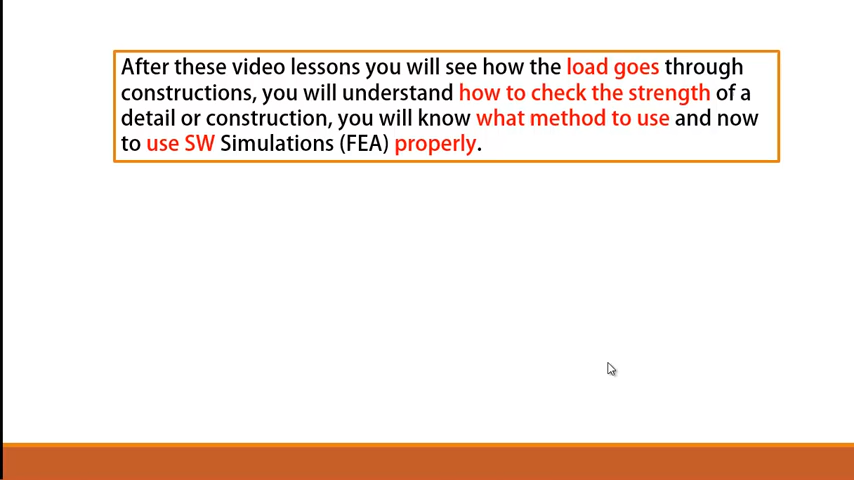 After these video lessons you will see how the load goes through
constructions, you will understand how to check the strength of a
detail or construction, you will know what method to use and now
to use SW Simulations (FEA) properly.